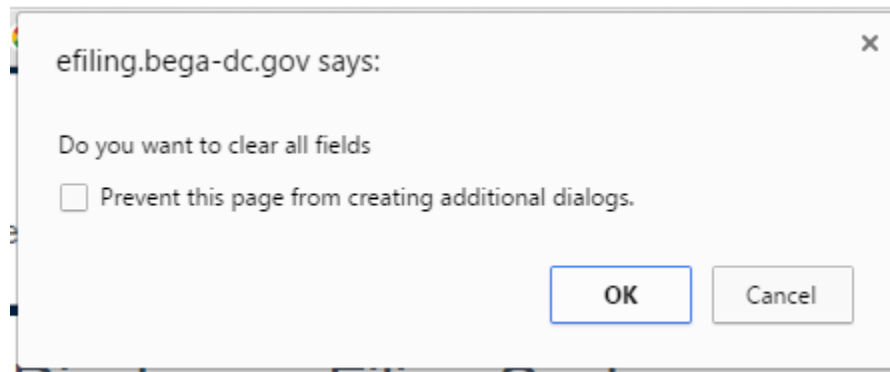 efiling.bega-dc.gov says:
Do you want to clear all fields
Prevent this page from creating additional dialogs.
OK
Cancel